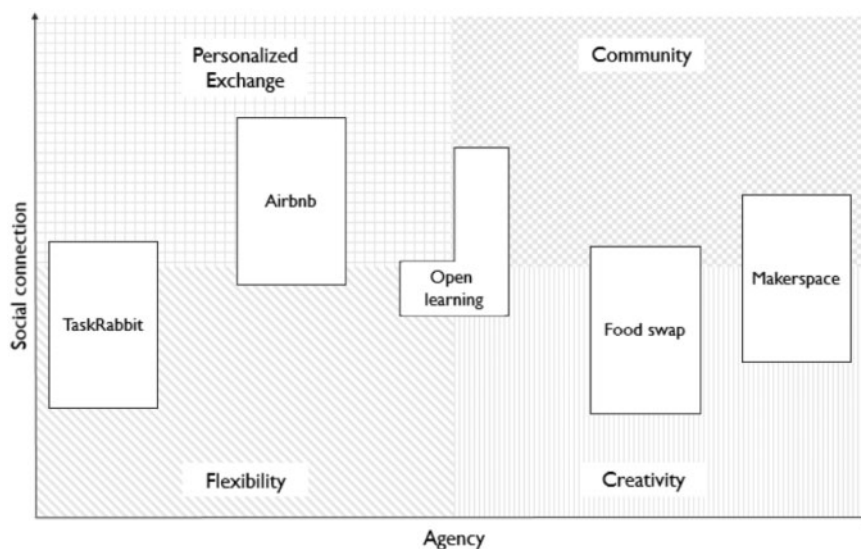 Personalized
Exchange
Community
Airbnb
Makerspace
Open
learning
TaskRabbit
Food swap
Flexibility
Creativity
Social connection
Agency